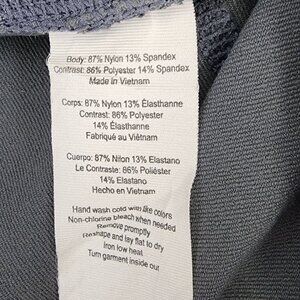 Body: 87% Nylon 13% Spandex
Contrast: 86% Polyester 14% Spandex
Made in Vietnam
Corps: 87% Nylon 13% Élasthanne
Contrast: 86% Polyester
14% Élasthanne
Fabriqué au Viêtnam
Cuerpo: 87% Nilon 13% Elastano
Le Contraste: 86% Poliéster
14% Elastano
Hecho en Vietnam
Hand wash cold with like colors
Non-chlorine bleach when needed
Remove promptly
Reshape and lay flat to dry
Iron low heat
Turn garment inside out